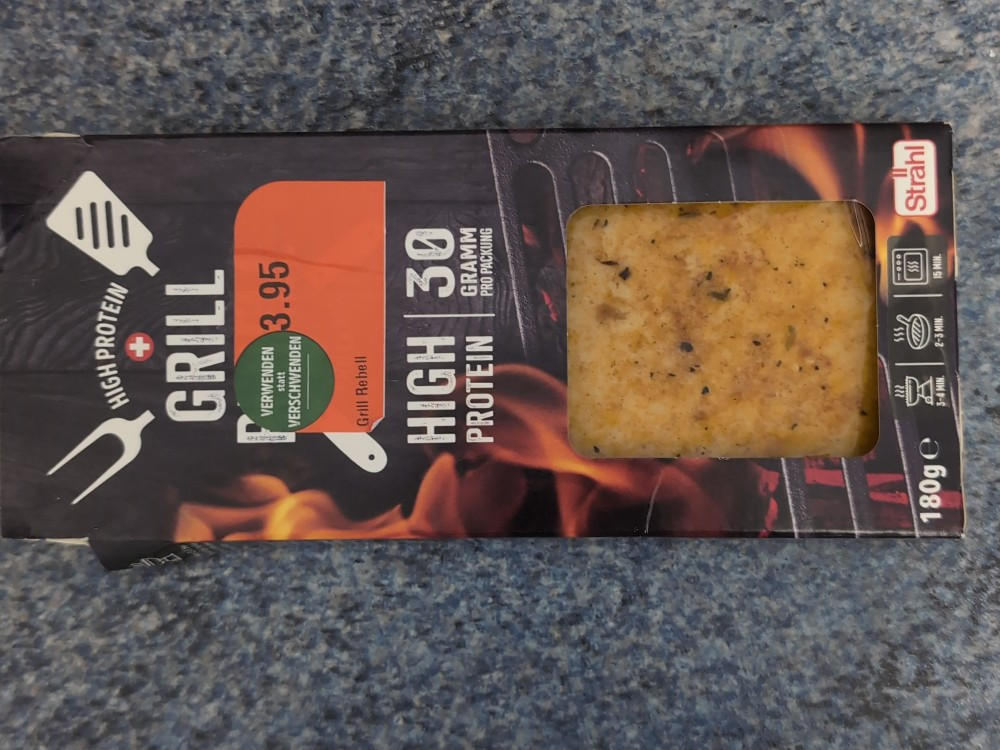 HIGH PROTEIN
GRILL
3.95
VERWENDEN
statt
VERSCHWENDEN
Grill Rebell
HIGH
PROTEIN
30
GRAMM
PRO PACKUNG
Strähl
15 MIN.
2-3 MIN.
3-4 MIN.
180g e